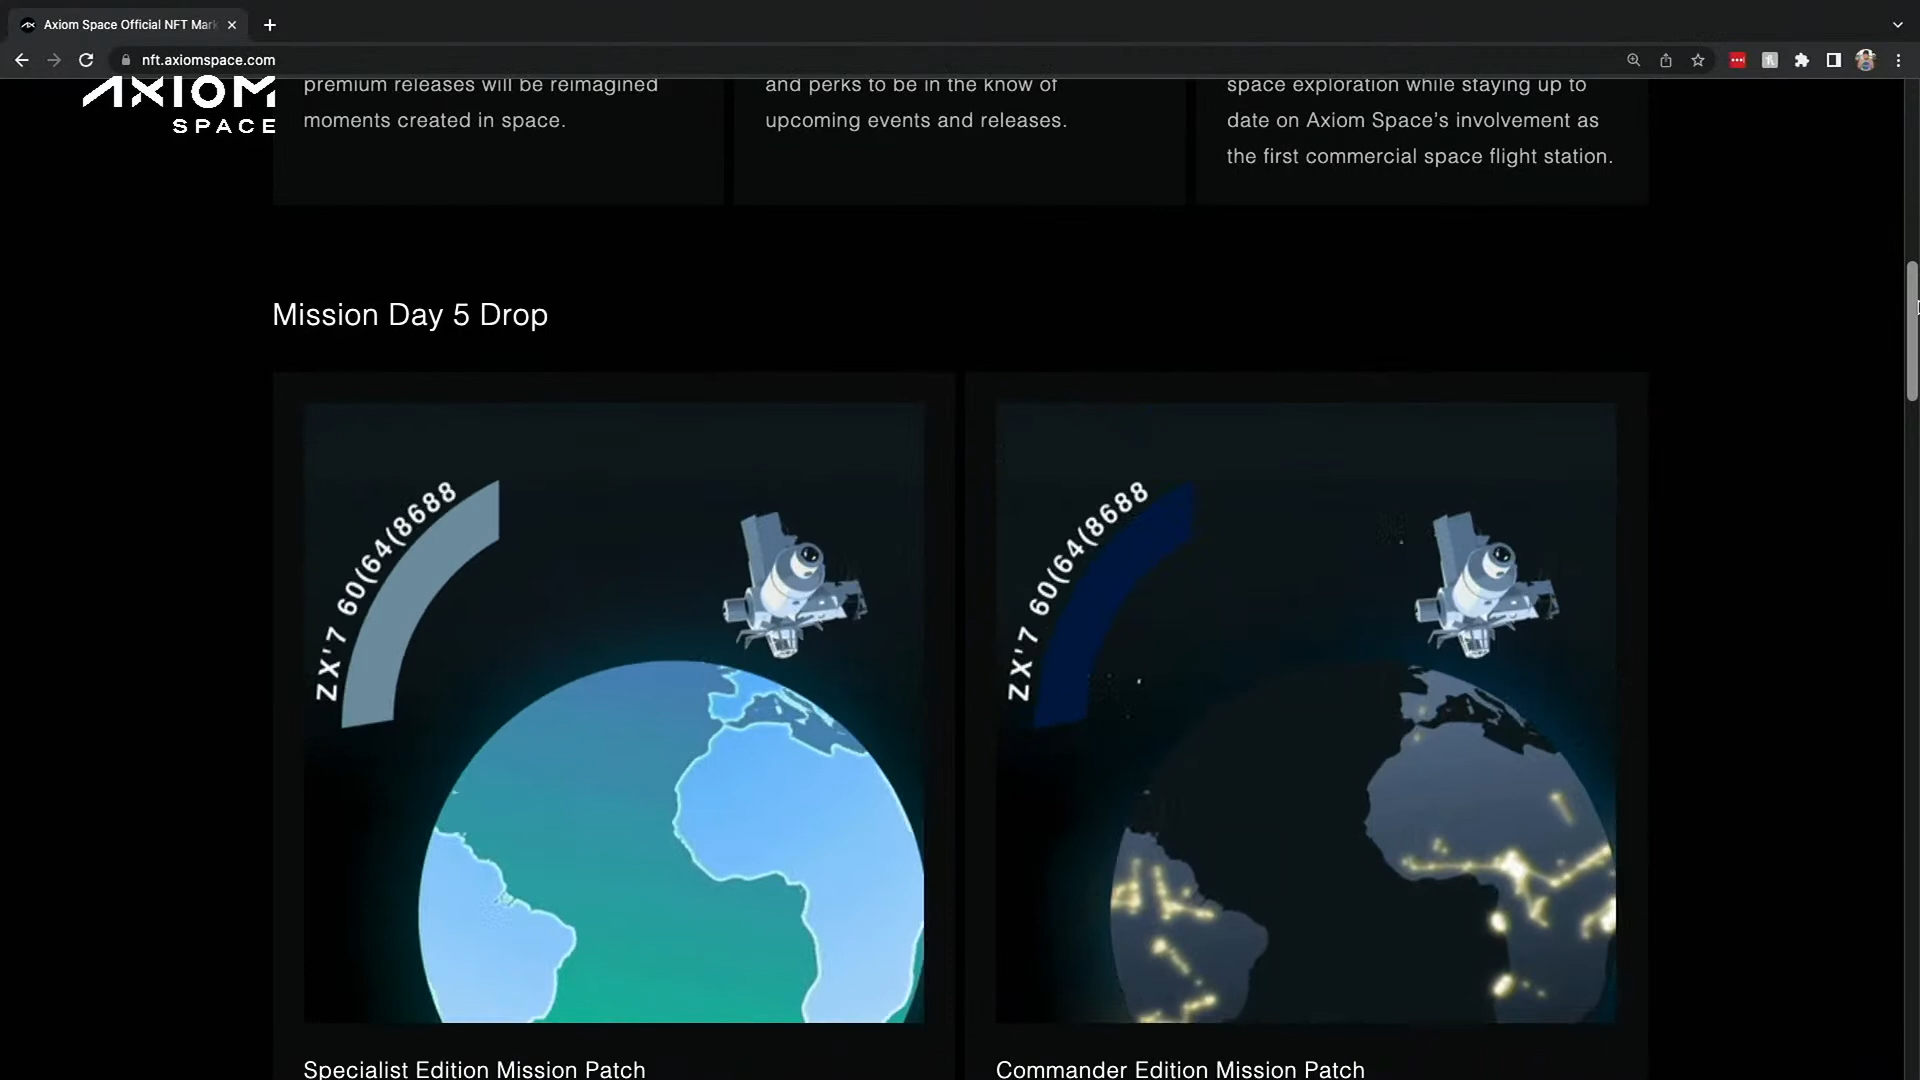 Axiom Space Official NFT Mar
nft.axiomspace.com
AXIOM
SPACE
premium releases will be reimagined
moments created in space.
and perks to be in the know of
upcoming events and releases.
space exploration while staying up to
date on Axiom Space's involvement as
the first commercial space flight station.
Mission Day 5 Drop
ZX'7 60(64(8688
ZX'7 60(64(8688
Specialist Edition Mission Patch
Commander Edition Mission Patch